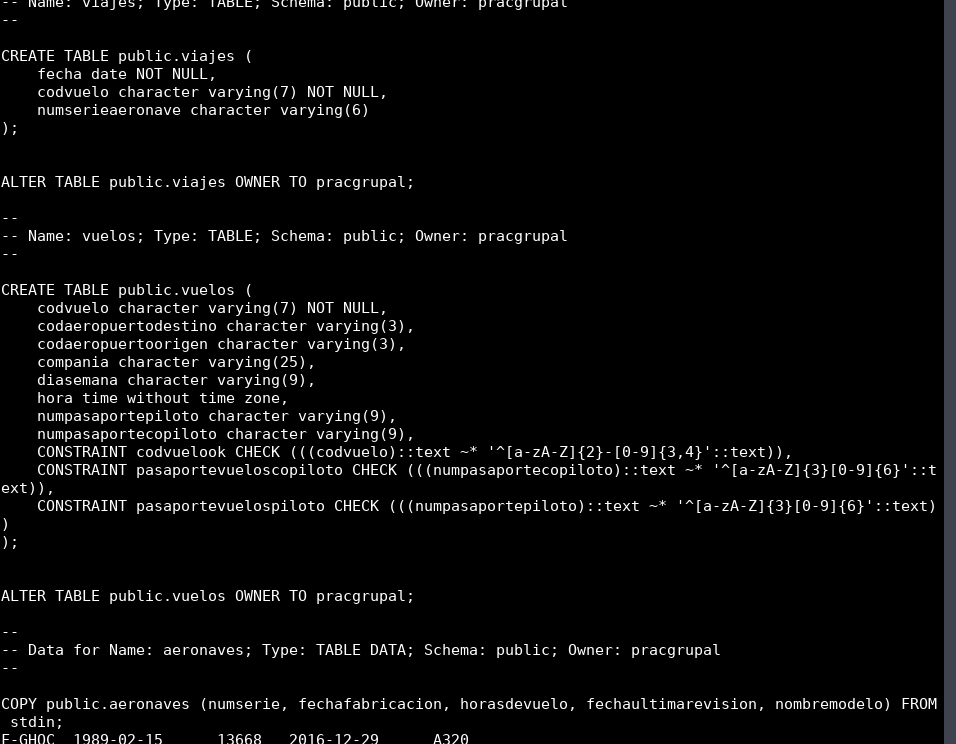 -- Name: viajes; Type: TABLE; Schema: public; Owner: pracgrupal
--
CREATE TABLE public.viajes (
    fecha date NOT NULL,
    codvuelo character varying(7) NOT NULL,
    numserieaeronave character varying(6)
);
ALTER TABLE public.viajes OWNER TO pracgrupal;
--
-- Name: vuelos; Type: TABLE; Schema: public; Owner: pracgrupal
--
CREATE TABLE public.vuelos (
    codvuelo character varying(7) NOT NULL,
    codaeropuertodestino character varying(3),
    codaeropuertoorigen character varying(3),
    compania character varying(25),
    diasemana character varying(9),
    hora time without time zone,
    numpasaportepiloto character varying(9),
    numpasaportecopiloto character varying(9),
    CONSTRAINT codvuelook CHECK (((codvuelo)::text ~* '^[a-zA-Z]{2}-[0-9]{3,4}'::text)),
    CONSTRAINT pasaportevueloscopiloto CHECK (((numpasaportecopiloto)::text ~* '^[a-zA-Z]{3}[0-9]{6}'::t
ext)),
    CONSTRAINT pasaportevuelospiloto CHECK (((numpasaportepiloto)::text ~* '^[a-zA-Z]{3}[0-9]{6}'::text)
)
);
ALTER TABLE public.vuelos OWNER TO pracgrupal;
--
-- Data for Name: aeronaves; Type: TABLE DATA; Schema: public; Owner: pracgrupal
--
COPY public.aeronaves (numserie, fechafabricacion, horasdevuelo, fechaultimarevision, nombremodelo) FROM
 stdin;
F-GHQC  1989-02-15      13668   2016-12-29      A320